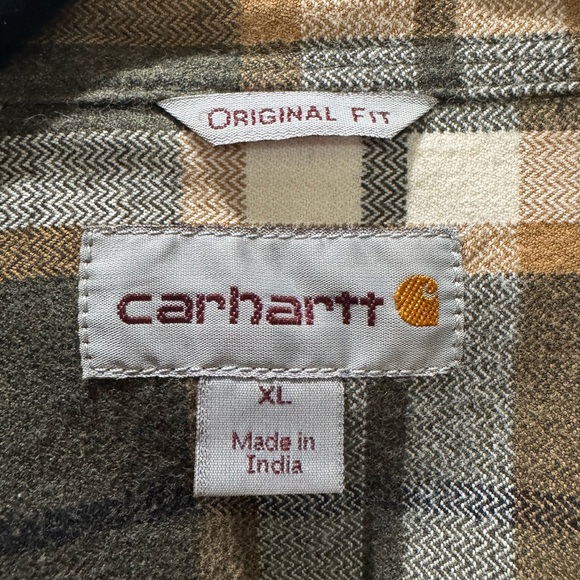 ORIGINAL FIT
carhartt
XL
Made in
India